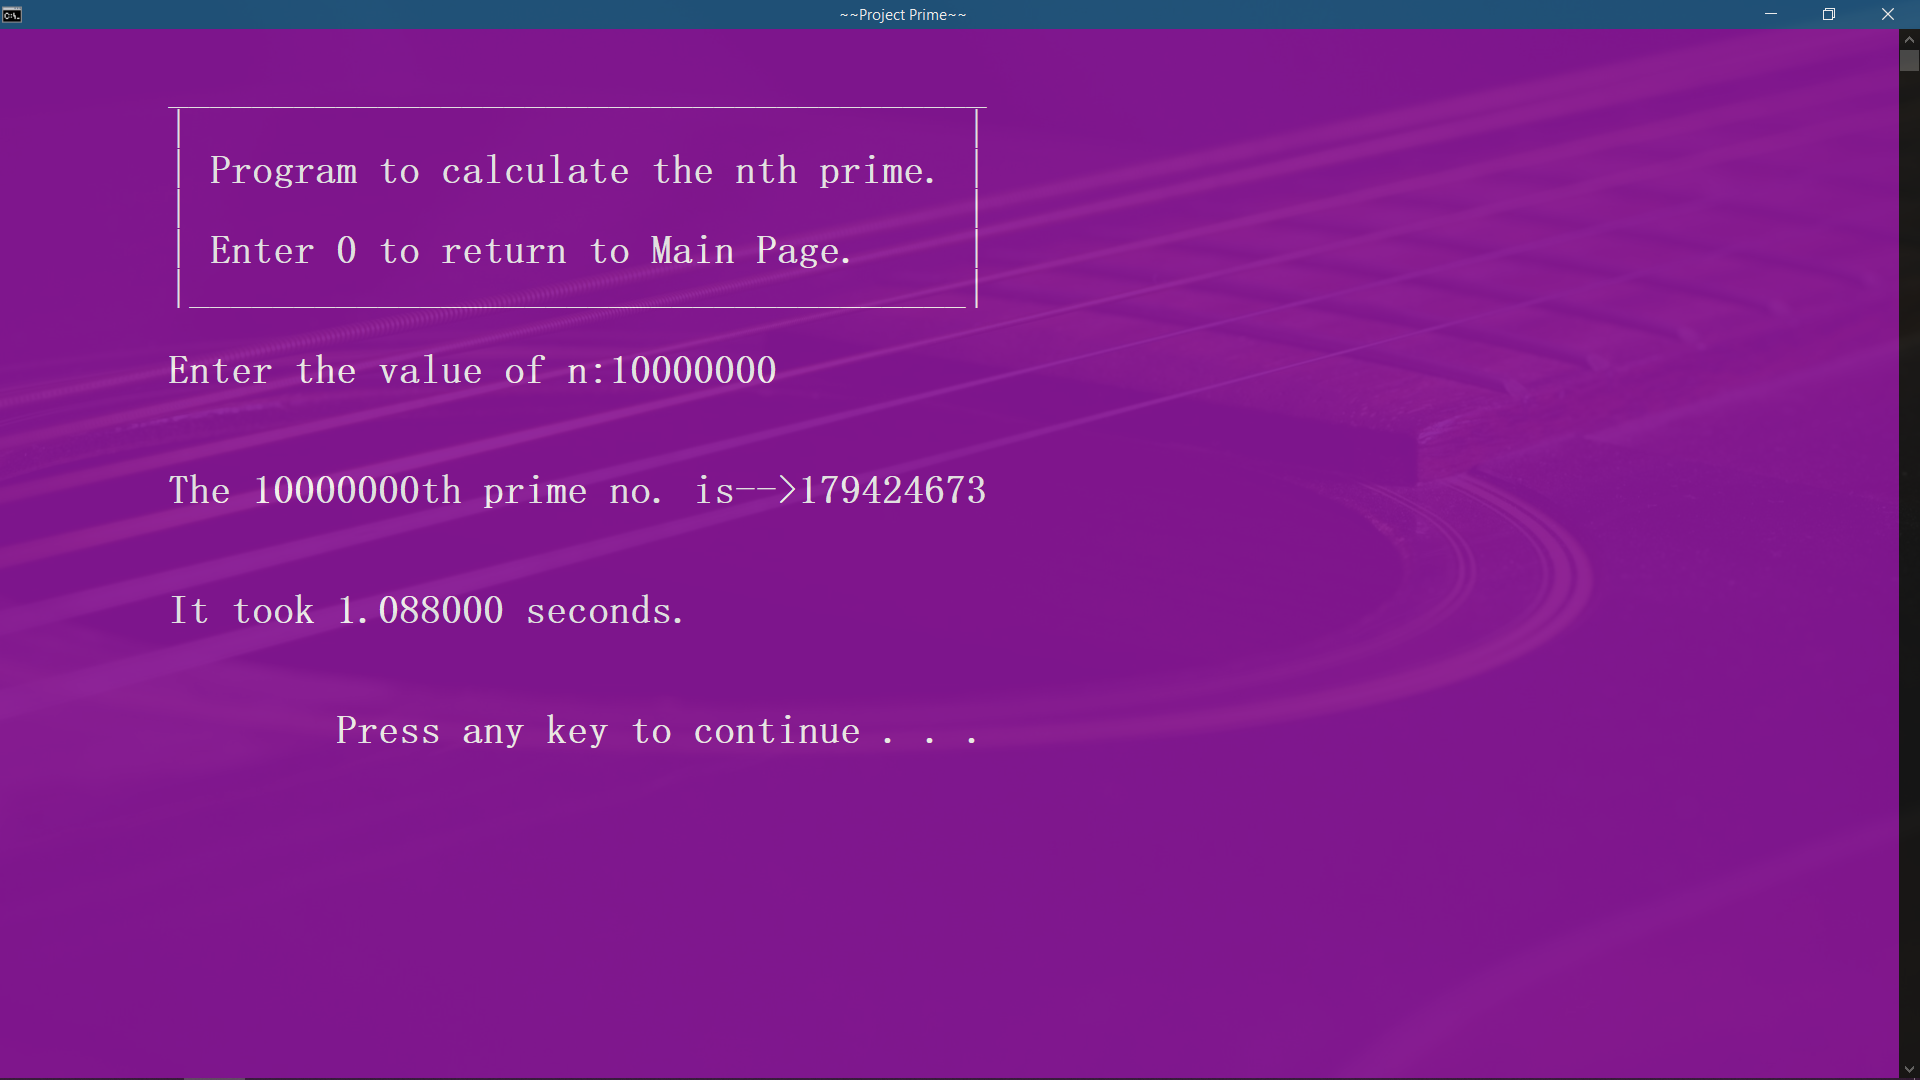 ~~Project Prime~~
Program to calculate the nth prime.
Enter 0 to return to Main Page.
Enter the value of n:10000000
The 10000000th prime no. is-->179424673
It took 1.088000 seconds.
Press any key to continue . . .